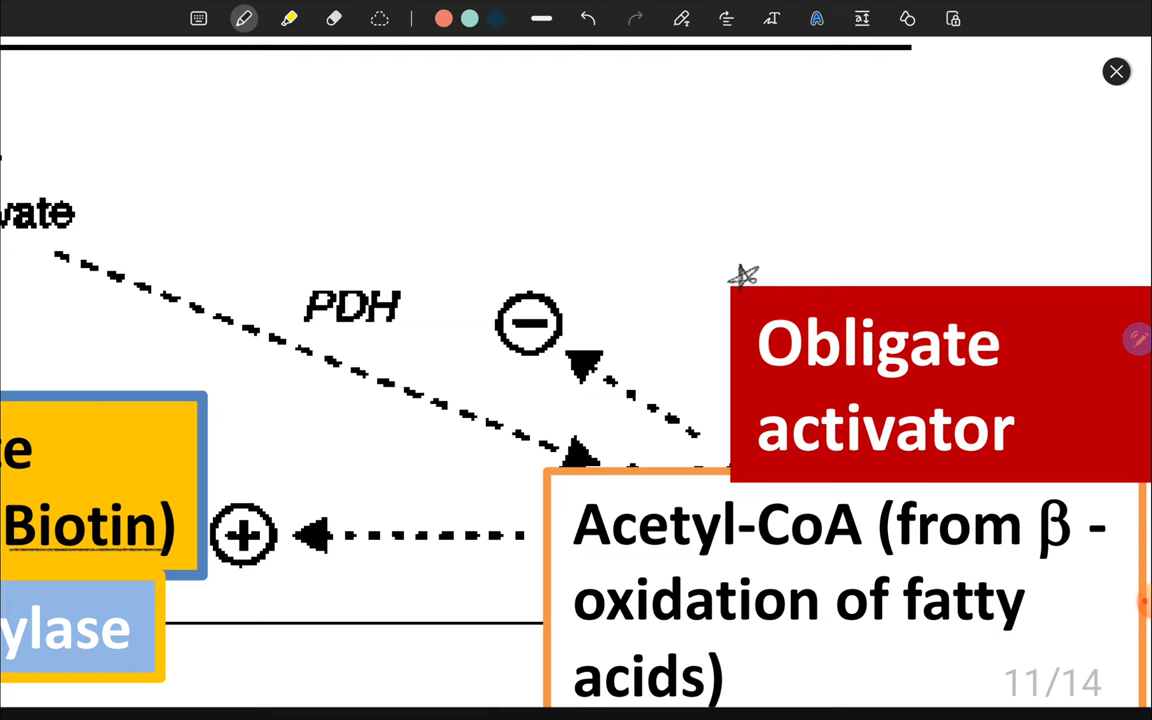 vate
PDH
Obligate
activator
e
Biotin)
Acetyl-CoA (from β -
oxidation of fatty
acids)
ylase
11/14